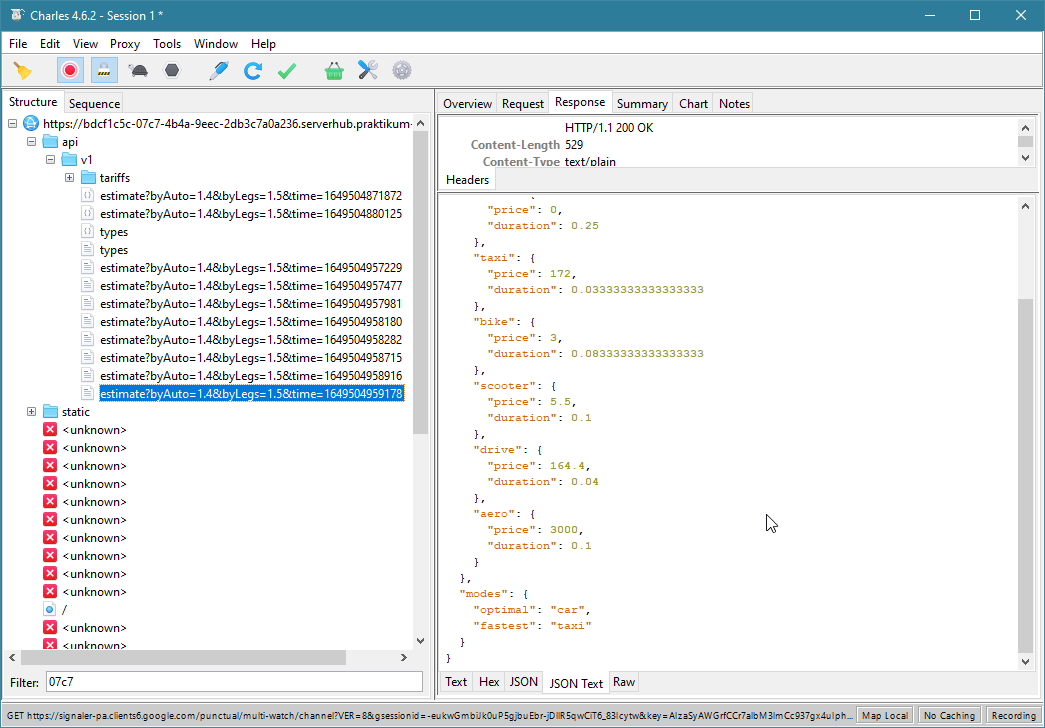 Charles 4.6.2 - Session 1 *
File Edit View Proxy Tools Window Help
Structure Sequence
https://bdcf1c5c-07c7-4b4a-9eec-2db3c7a0a236.serverhub.praktikum-
api
v1
tariffs
estimate?byAuto=1.4&byLegs=1.5&time=1649504871872
estimate?byAuto=1.4&byLegs=1.5&time=1649504880125
types
types
estimate?byAuto=1.4&byLegs=1.5&time=1649504957229
estimate?byAuto=1.4&byLegs=1.5&time=1649504957477
estimate?byAuto=1.4&byLegs=1.5&time=1649504957981
estimate?byAuto=1.4&byLegs=1.5&time=1649504958180
estimate?byAuto=1.4&byLegs=1.5&time=1649504958282
estimate?byAuto=1.4&byLegs=1.5&time=1649504958715
estimate?byAuto=1.4&byLegs=1.5&time=1649504958916
estimate?byAuto=1.4&byLegs=1.5&time=1649504959178
static
<unknown>
<unknown>
<unknown>
<unknown>
<unknown>
<unknown>
<unknown>
<unknown>
<unknown>
<unknown>
/
<unknown>
<unknown>
Filter: 07c7
Overview Request Response Summary Chart Notes
HTTP/1.1 200 OK
Content-Length 529
Content-Type text/plain
Headers
"price": 0,
"duration": 0.25
},
"taxi": {
"price": 172,
"duration": 0.03333333333333333
},
"bike": {
"price": 3,
"duration": 0.08333333333333333
},
"scooter": {
"price": 5.5,
"duration": 0.1
},
"drive": {
"price": 164.4,
"duration": 0.04
},
"aero": {
"price": 3000,
"duration": 0.1
}
},
"modes": {
"optimal": "car",
"fastest": "taxi"
}
}
Text Hex JSON JSON Text Raw
GET https://signaler-pa.clients6.google.com/punctual/multi-watch/channel?VER=8&gsessionid=
Map Local No Caching Recording